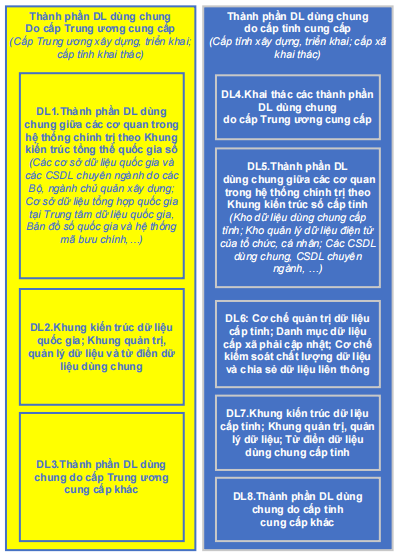 Thành phần DL dùng chung
Do cấp Trung ương cung cấp
(Cấp Trung ương xây dựng, triển khai;
cấp tỉnh khai thác)
DL1.Thành phần DL dùng
chung giữa các cơ quan trong
hệ thống chính trị theo Khung
kiến trúc tổng thể quốc gia số
(Các cơ sở dữ liệu quốc gia và
các CSDL chuyên ngành do các
Bộ, ngành chủ quản xây dựng;
Cơ sở dữ liệu tổng hợp quốc gia
tại Trung tâm dữ liệu quốc gia,
Bản đồ số quốc gia và hệ thống
mã bưu chính, ...)
DL2.Khung kiến trúc dữ liệu
quốc gia; Khung quản trị,
quản lý dữ liệu và từ điển dữ
liệu dùng chung
DL3.Thành phần DL dùng
chung do cấp Trung ương
cung cấp khác
Thành phần DL dùng chung
do cấp tỉnh cung cấp
(Cấp tỉnh xây dựng, triển khai; cấp xã
khai thác)
DL4.Khai thác các thành phần
DL dùng chung
do cấp Trung ương cung cấp
DL5.Thành phần DL
dùng chung giữa các cơ quan
trong hệ thống chính trị theo
Khung kiến trúc số cấp tỉnh
(Kho dữ liệu dùng chung cấp
tỉnh; Kho quản lý dữ liệu điện tử
của tổ chức, cá nhân; Các CSDL
dùng chung, CSDL chuyên
ngành, ...)
DL6: Cơ chế quản trị dữ liệu
cấp tỉnh; Danh mục dữ liệu
cấp xã phải cập nhật; Cơ chế
kiểm soát chất lượng dữ liệu
và chia sẻ dữ liệu liên thông
DL7.Khung kiến trúc dữ liệu
cấp tỉnh; Khung quản trị, quản
lý dữ liệu; Từ điển dữ liệu
dùng chung cấp tỉnh
DL8.Thành phần DL dùng
chung do cấp tỉnh
cung cấp khác